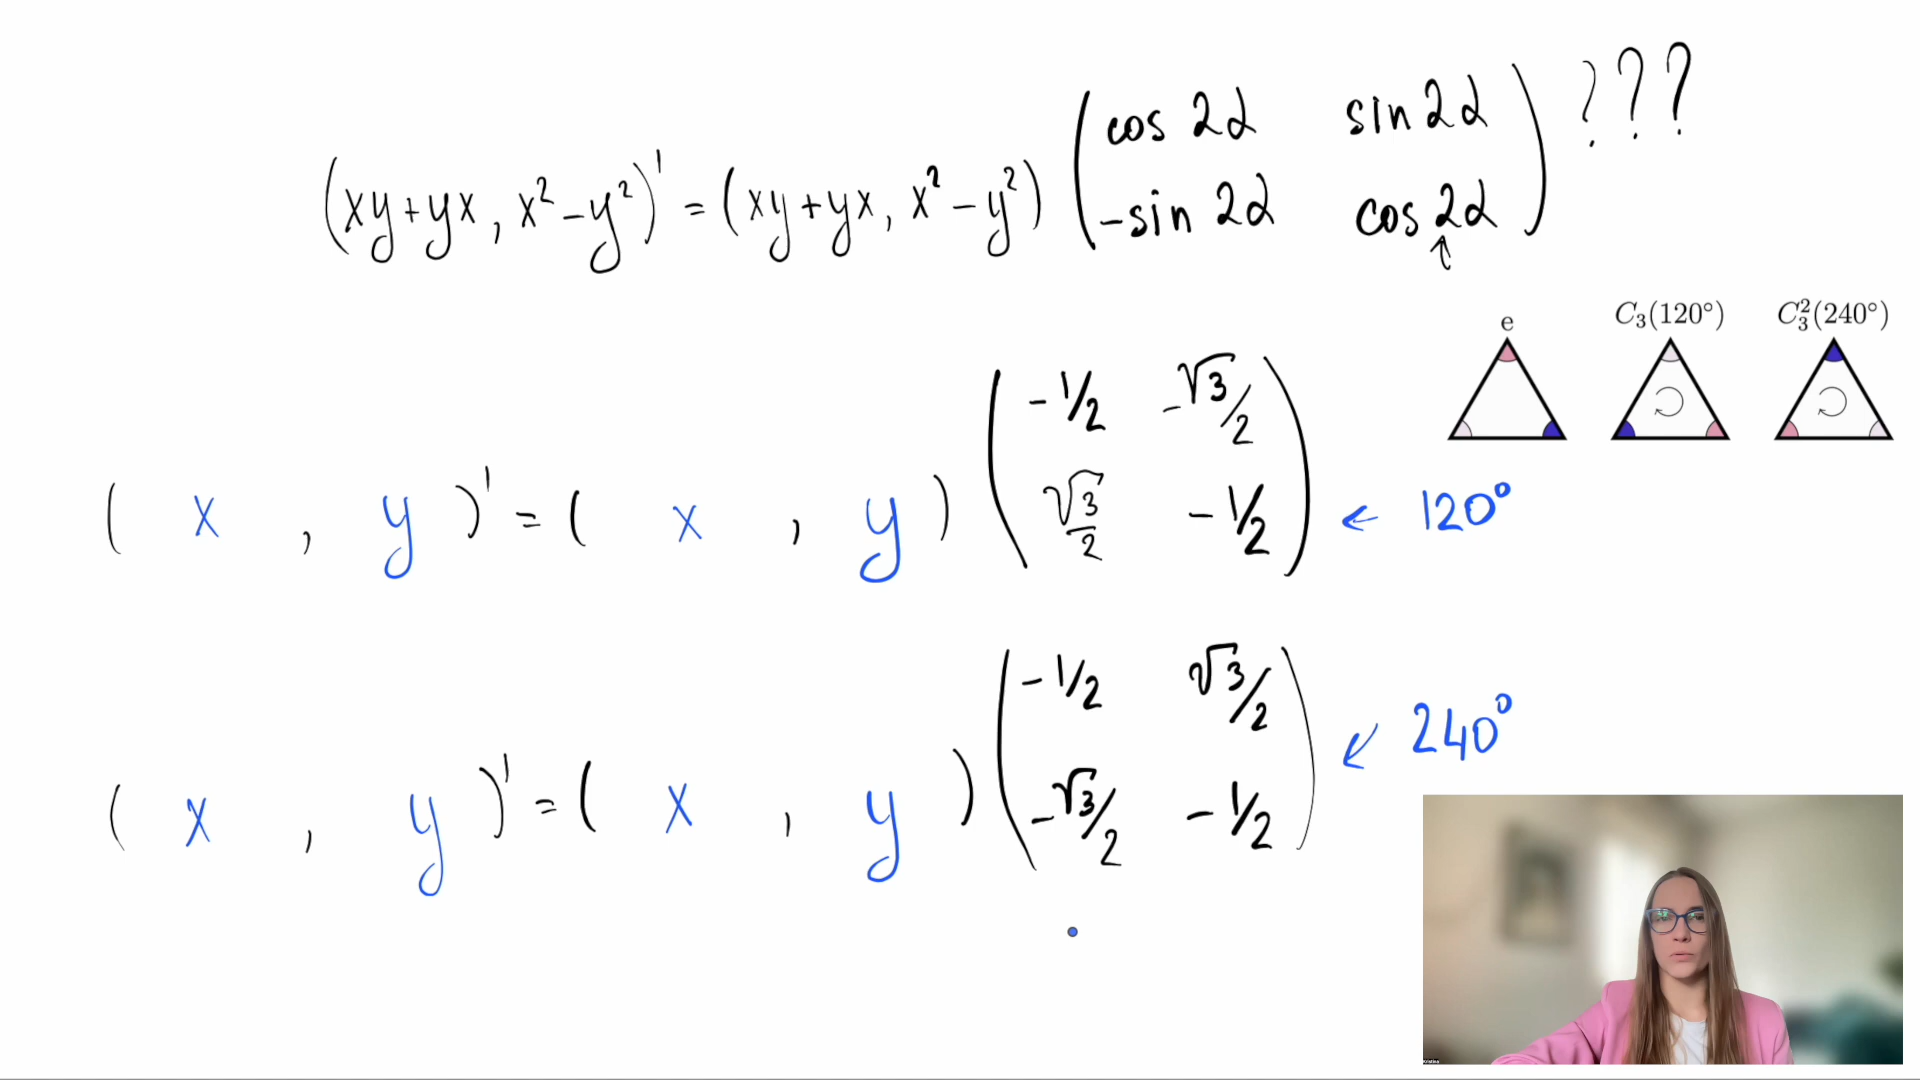 (xy+yx, x²-y²)' = (xy+yx, x²-y²) (cos 2α sin 2α ???
-sin 2α cos 2α)
↑
e C₃(120°) C₃²(240°)
(-1/2 -√3/2
( x , y )' = ( x , y ) √3/2 -1/2) ← 120°
(-1/2 √3/2
( x , y )' = ( x , y ) -√3/2 -1/2) ↙ 240°